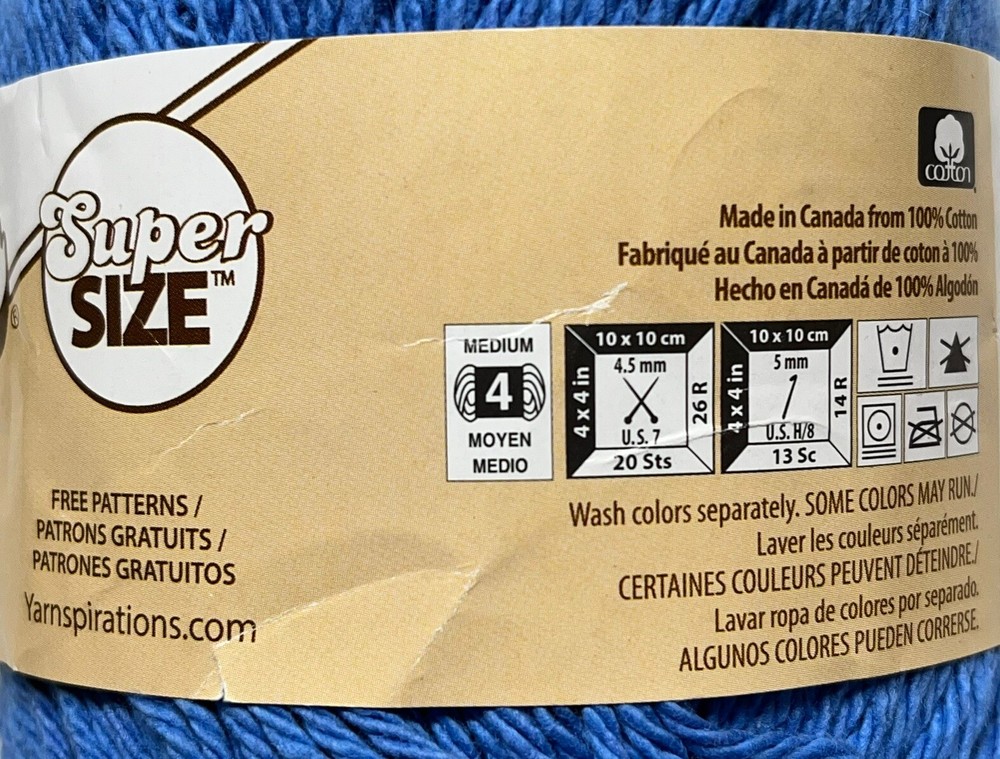 Super
SIZE™
®
cotton
Made in Canada from 100% Cotton
Fabriqué au Canada à partir de coton à 100%
Hecho en Canadá de 100% Algodón
MEDIUM
4
MOYEN
MEDIO
10 x 10 cm
4 x 4 in
4.5 mm
26 R
U.S. 7
20 Sts
10 x 10 cm
4 x 4 in
5 mm
14 R
U.S. H/8
13 Sc
Wash colors separately. SOME COLORS MAY RUN./
Laver les couleurs séparément.
CERTAINES COULEURS PEUVENT DÉTEINDRE./
Lavar ropa de colores por separado.
ALGUNOS COLORES PUEDEN CORRERSE.
FREE PATTERNS /
PATRONS GRATUITS /
PATRONES GRATUITOS
Yarnspirations.com